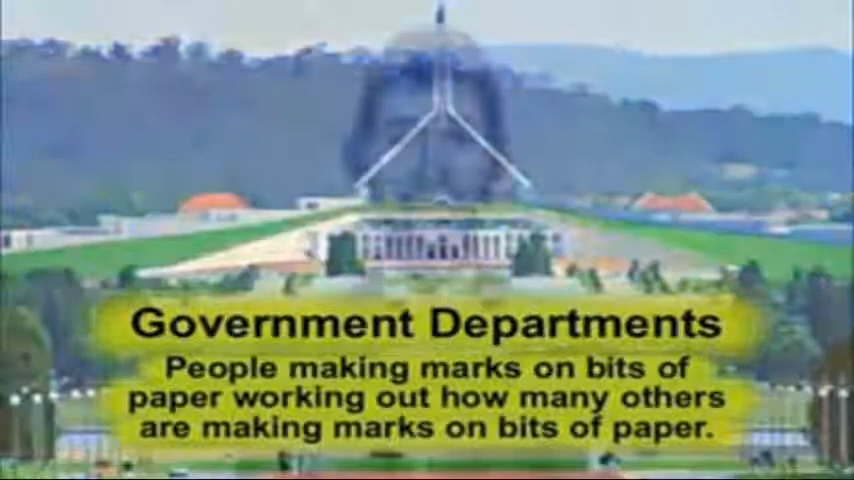 Government Departments
People making marks on bits of
paper working out how many others
are making marks on bits of paper.